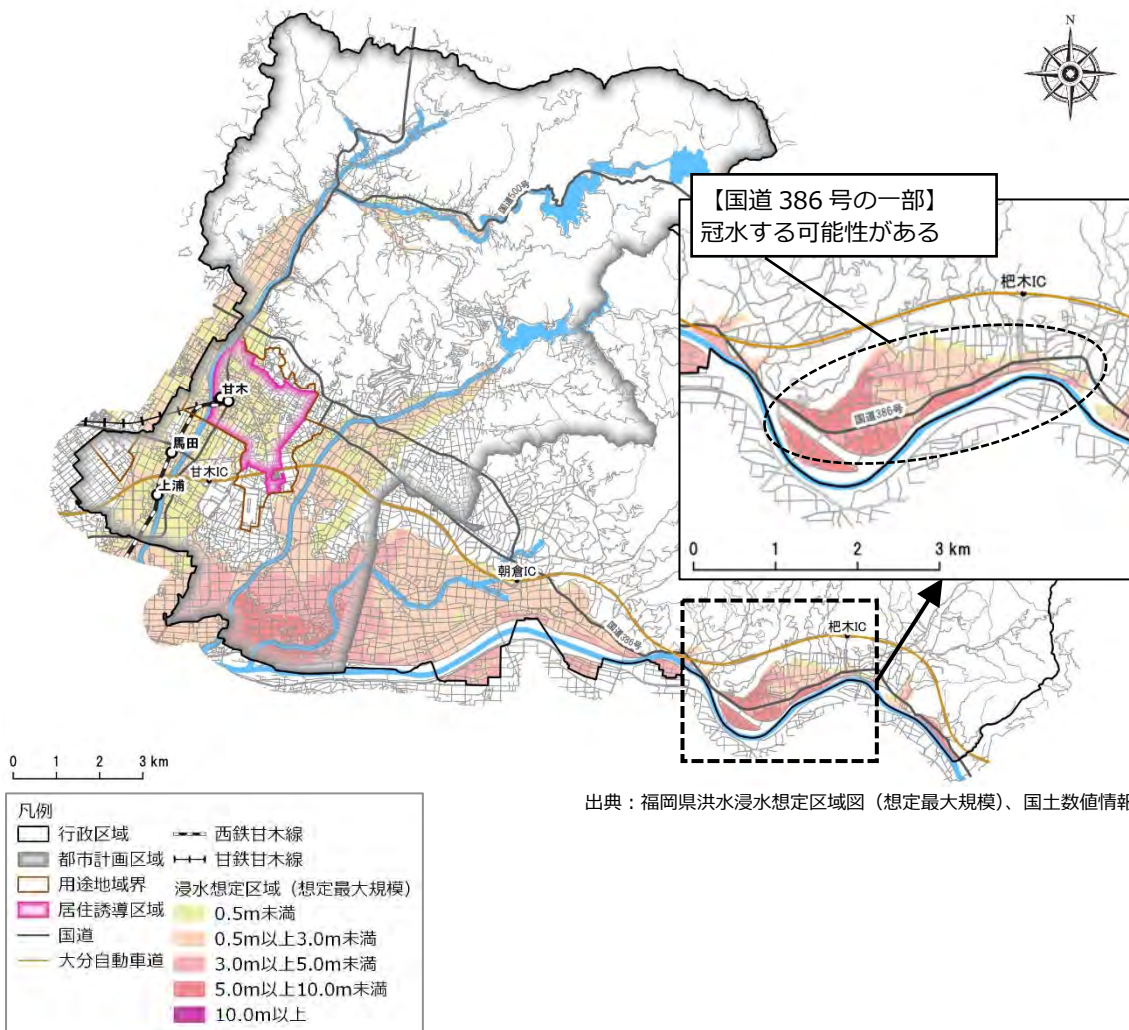 N
【国道 386 号の一部】
冠水する可能性がある
国道500号
杷木IC
国道386号
0 1 2 3 km
甘木
馬田
甘木IC
上浦
朝倉IC
国道386号
杷木IC
0 1 2 3 km
出典：福岡県洪水浸水想定区域図（想定最大規模）、国土数値情報
凡例
行政区域
都市計画区域
用途地域界
居住誘導区域
国道
大分自動車道
西鉄甘木線
甘鉄甘木線
浸水想定区域（想定最大規模）
0.5m未満
0.5m以上3.0m未満
3.0m以上5.0m未満
5.0m以上10.0m未満
10.0m以上